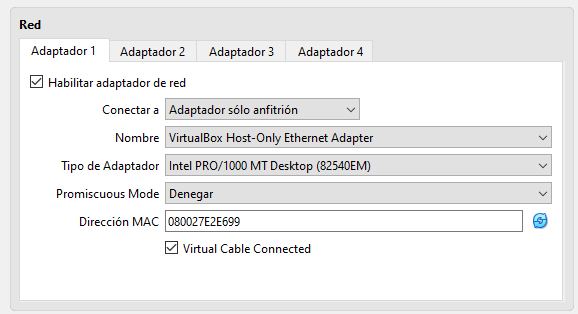 Red
Adaptador 1 Adaptador 2 Adaptador 3 Adaptador 4
Habilitar adaptador de red
Conectar a Adaptador sólo anfitrión
Nombre VirtualBox Host-Only Ethernet Adapter
Tipo de Adaptador Intel PRO/1000 MT Desktop (82540EM)
Promiscuous Mode Denegar
Dirección MAC 080027E2E699
Virtual Cable Connected